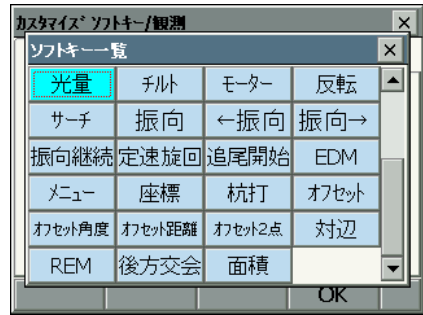 カスタマイズ ソフトキー/観測
ソフトキー一覧
光量 チルト モーター 反転
サーチ 振向 ←振向 振向→
振向継続 定速旋回 追尾開始 EDM
メニュー 座標 杭打 オフセット
オフセット角度 オフセット距離 オフセット2点 対辺
REM 後方交会 面積
OK